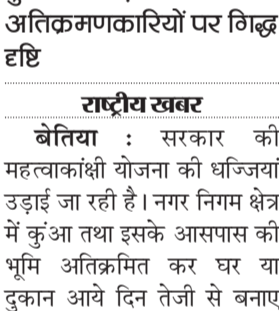 अतिक्रमणकारियों पर गिद्ध
दृष्टि
राष्ट्रीय खबर
बेतिया : सरकार की
महत्वाकांक्षी योजना की धज्जियां
उड़ाई जा रही है। नगर निगम क्षेत्र
में कुंआ तथा इसके आसपास की
भूमि अतिक्रमित कर घर या
दुकान आये दिन तेजी से बनाए